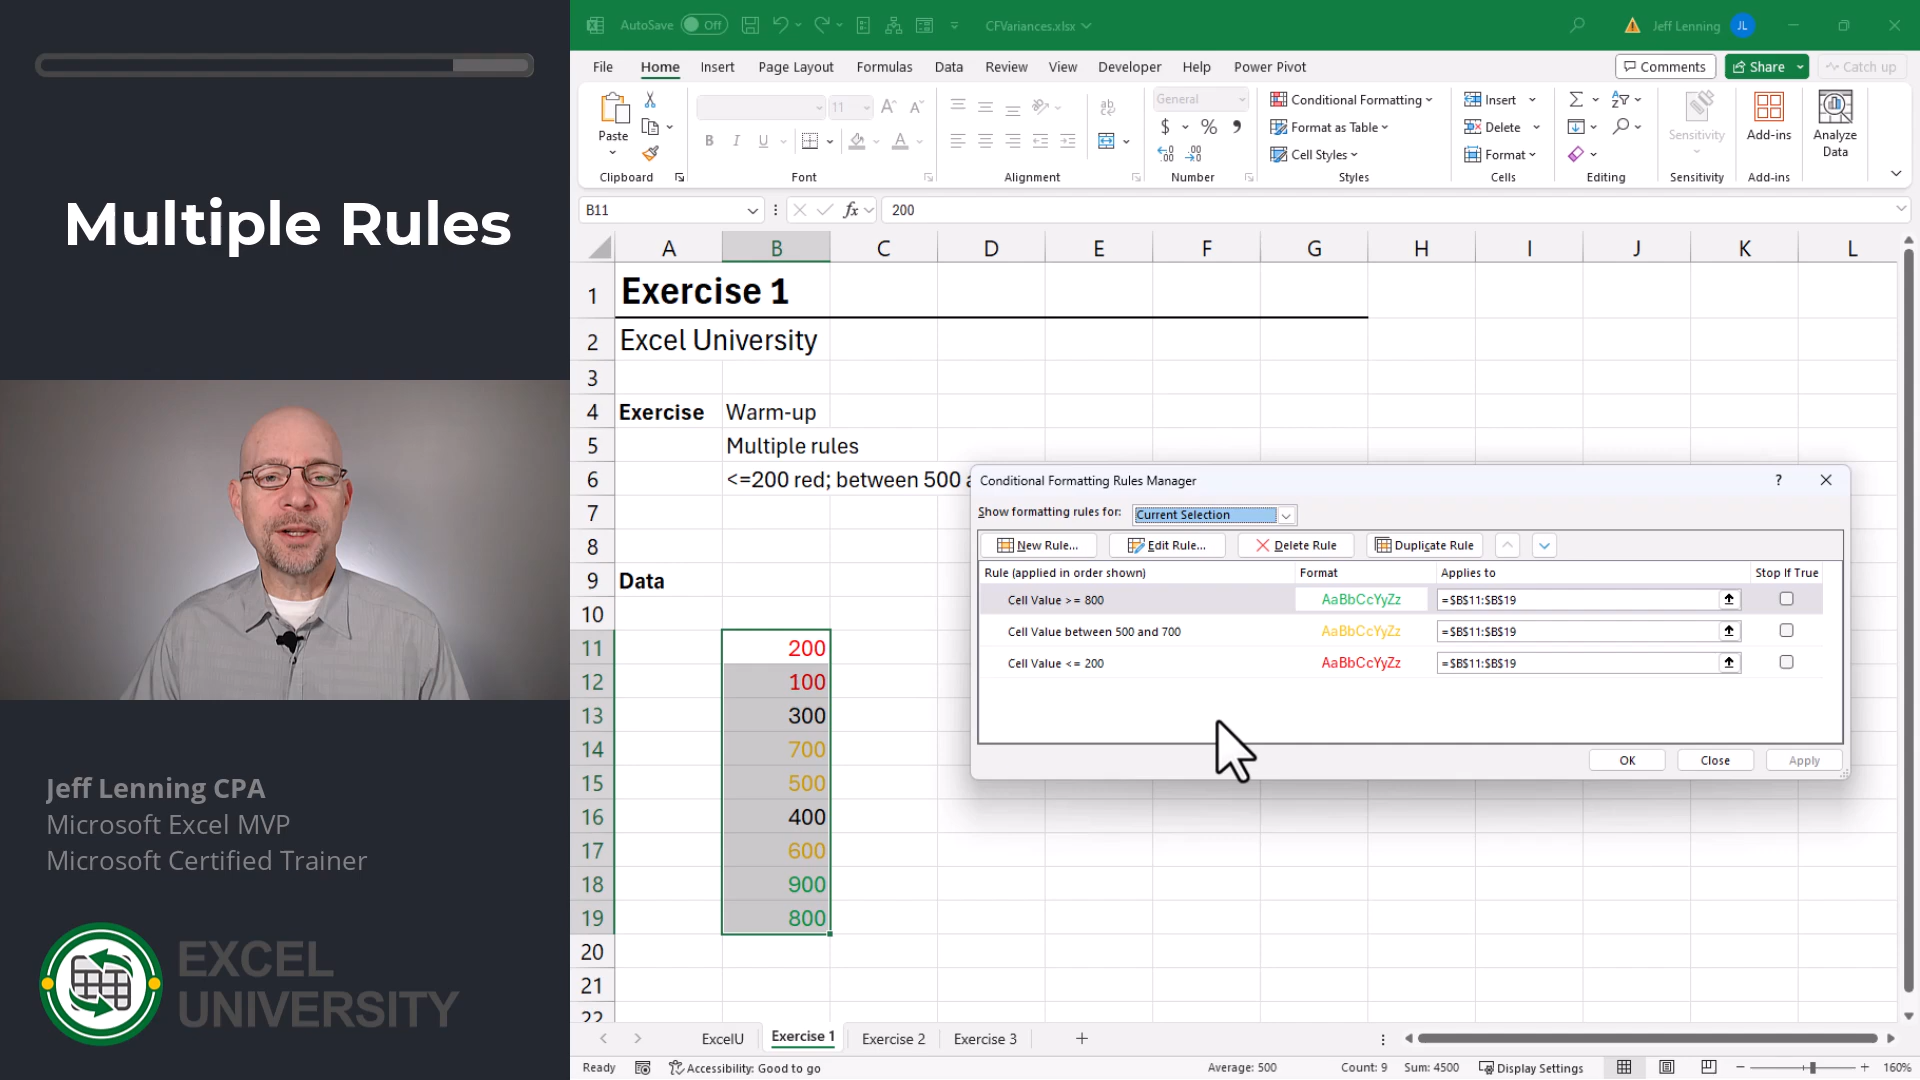 Multiple Rules
Jeff Lenning CPA
Microsoft Excel MVP
Microsoft Certified Trainer
EXCEL
UNIVERSITY
AutoSave Off
CFVariances.xlsx
Jeff Lenning JL
File Home Insert Page Layout Formulas Data Review View Developer Help Power Pivot
Comments Share Catch up
Paste
Clipboard
11
B I U
Font
Alignment
General
$ % ,
Number
Conditional Formatting
Format as Table
Cell Styles
Styles
Insert
Delete
Format
Cells
Editing
Sensitivity
Sensitivity
Add-ins
Add-ins
Analyze
Data
B11 fx 200
A B C D E F G H I J K L
1 Exercise 1
2 Excel University
3
4 Exercise Warm-up
5 Multiple rules
6 <=200 red; between 500
7
8
9 Data
10
11 200
12 100
13 300
14 700
15 500
16 400
17 600
18 900
19 800
20
21
22
Conditional Formatting Rules Manager ?
Show formatting rules for: Current Selection
New Rule... Edit Rule... Delete Rule Duplicate Rule
Rule (applied in order shown) Format Applies to Stop If True
Cell Value >= 800 AaBbCcYyZz =$B$11:$B$19
Cell Value between 500 and 700 AaBbCcYyZz =$B$11:$B$19
Cell Value <= 200 AaBbCcYyZz =$B$11:$B$19
OK Close Apply
ExcelU Exercise 1 Exercise 2 Exercise 3
Ready Accessibility: Good to go Average: 500 Count: 9 Sum: 4500 Display Settings 160%